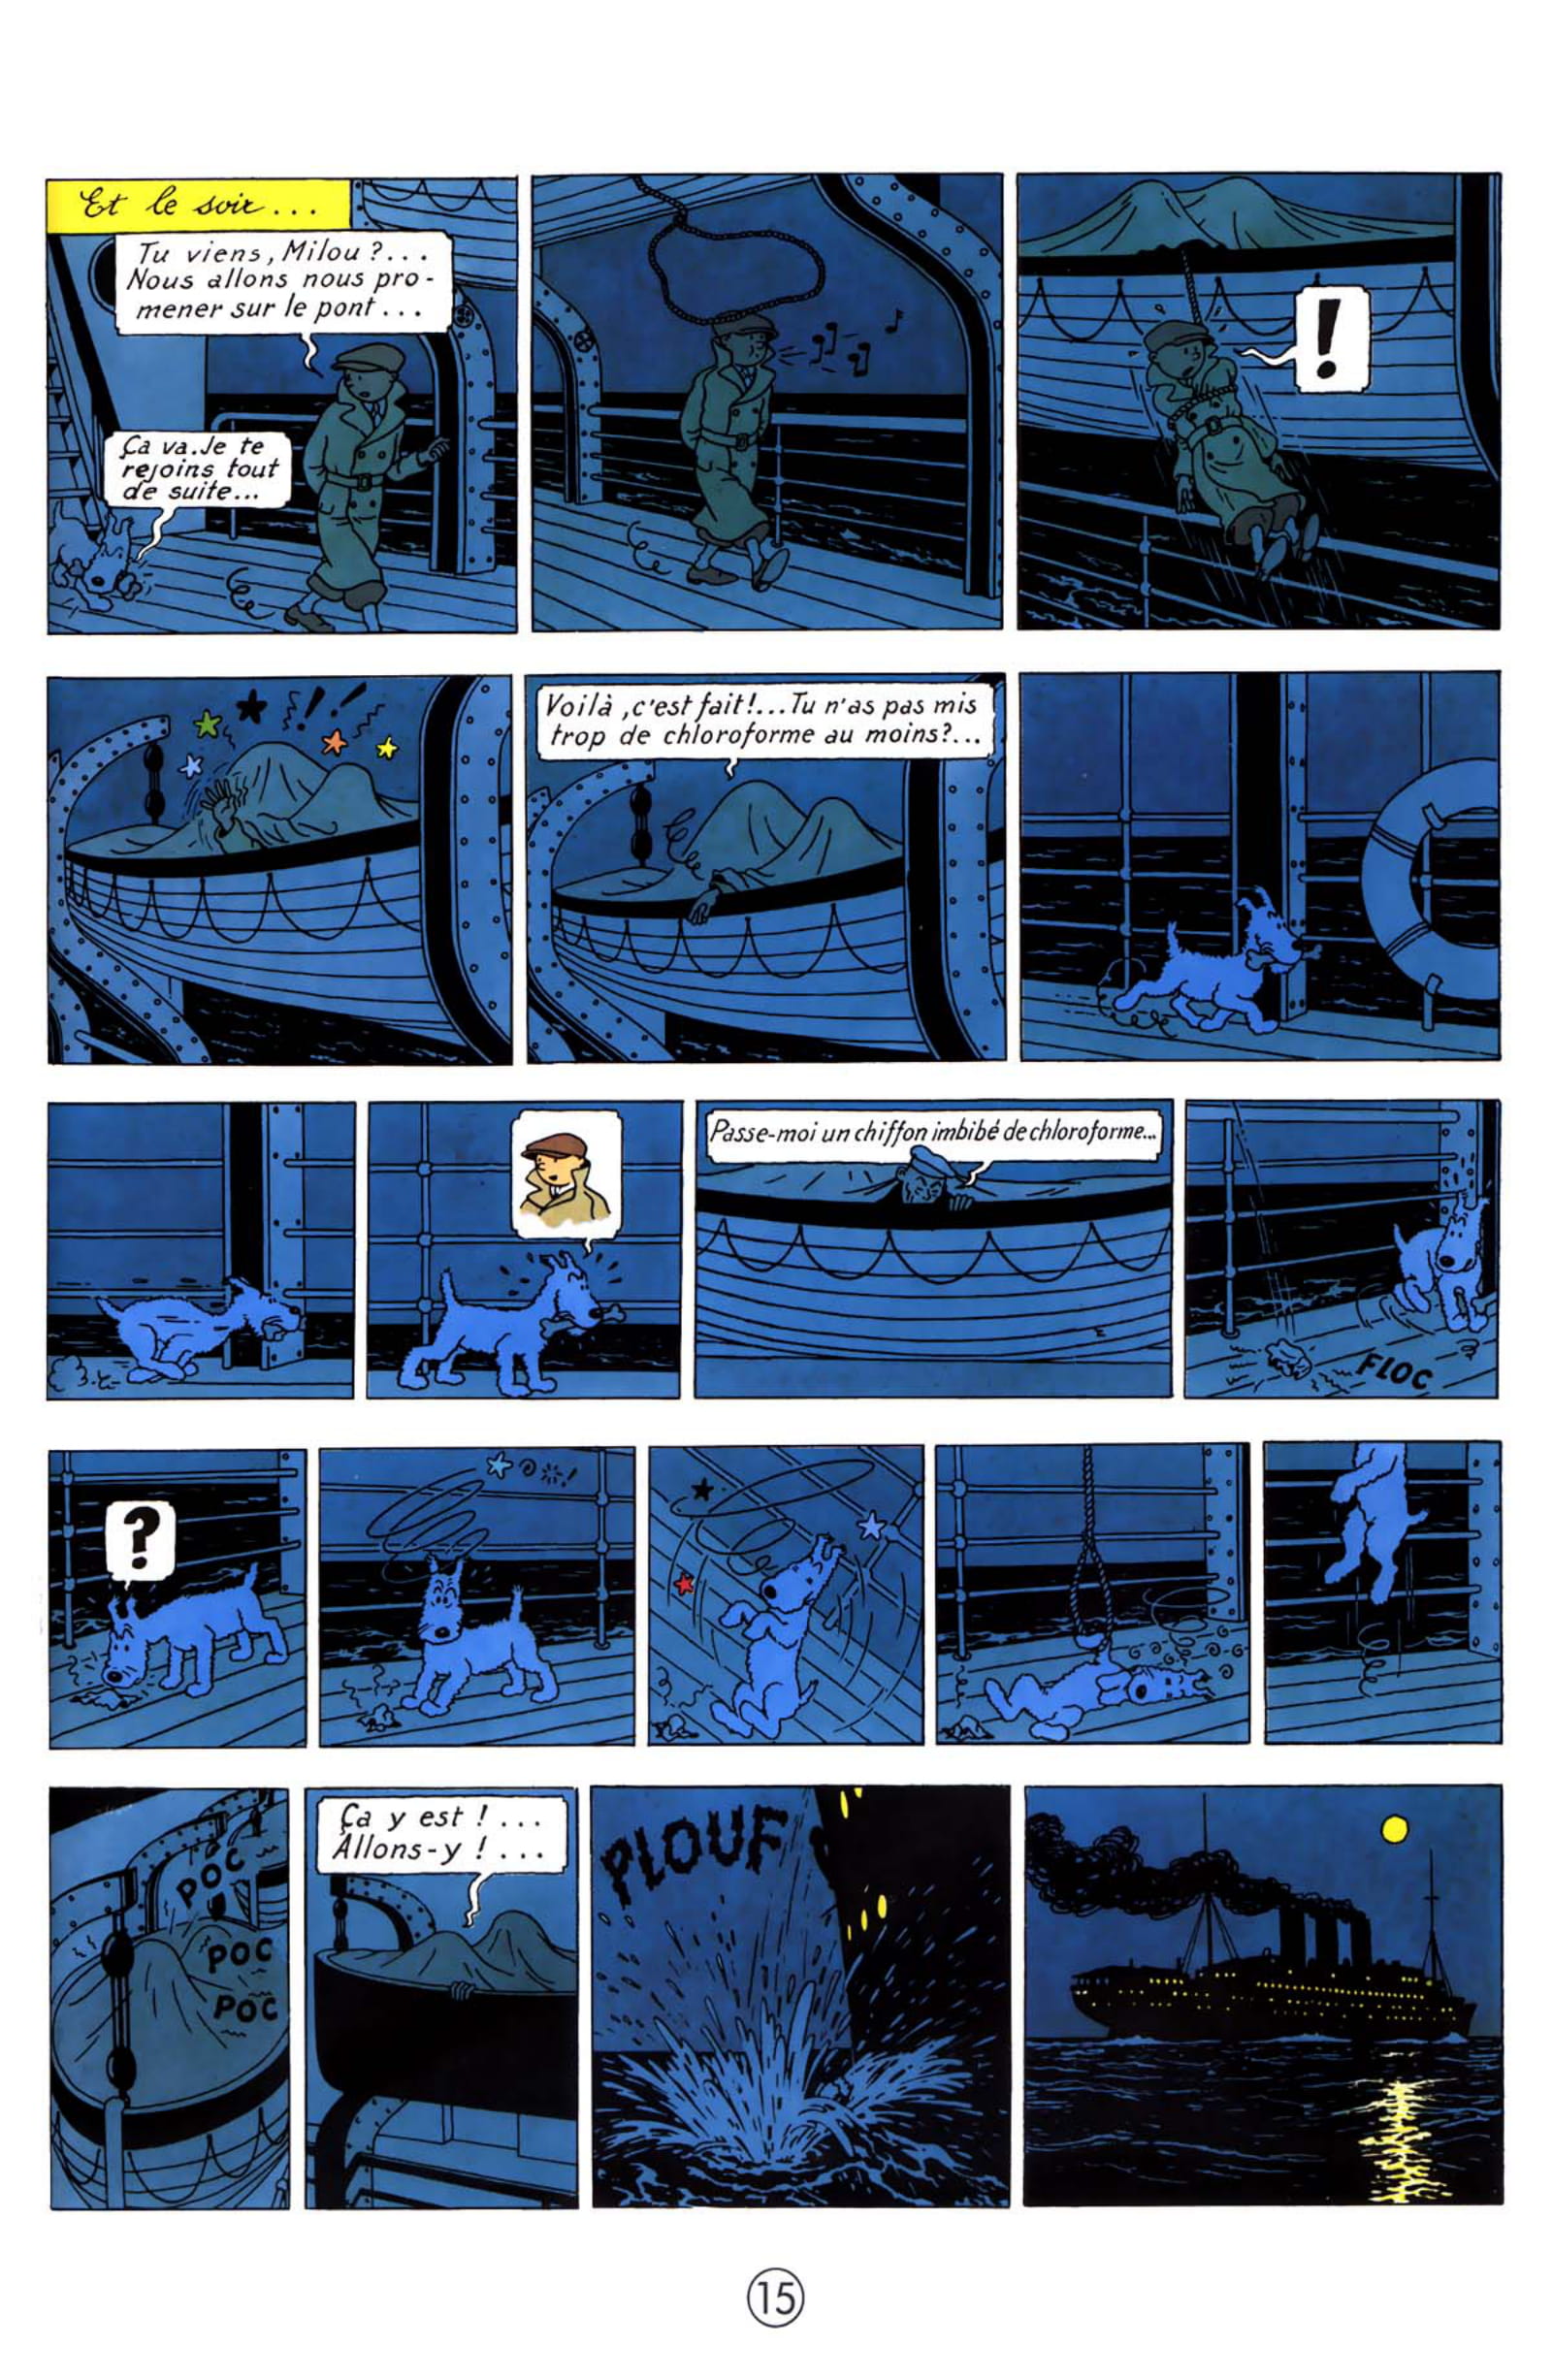 Et le soir...
Tu viens, Milou ?...
Nous allons nous pro-
mener sur le pont...
Ça va. Je te
rejoins tout
de suite...
!
!!
Voilà, c'est fait!...Tu n'as pas mis
trop de chloroforme au moins?...
Passe-moi un chiffon imbibé de chloroforme...
FLOC
?
!
POC
POC
POC
Ça y est ! ...
Allons-y ! ...
PLOUF
15